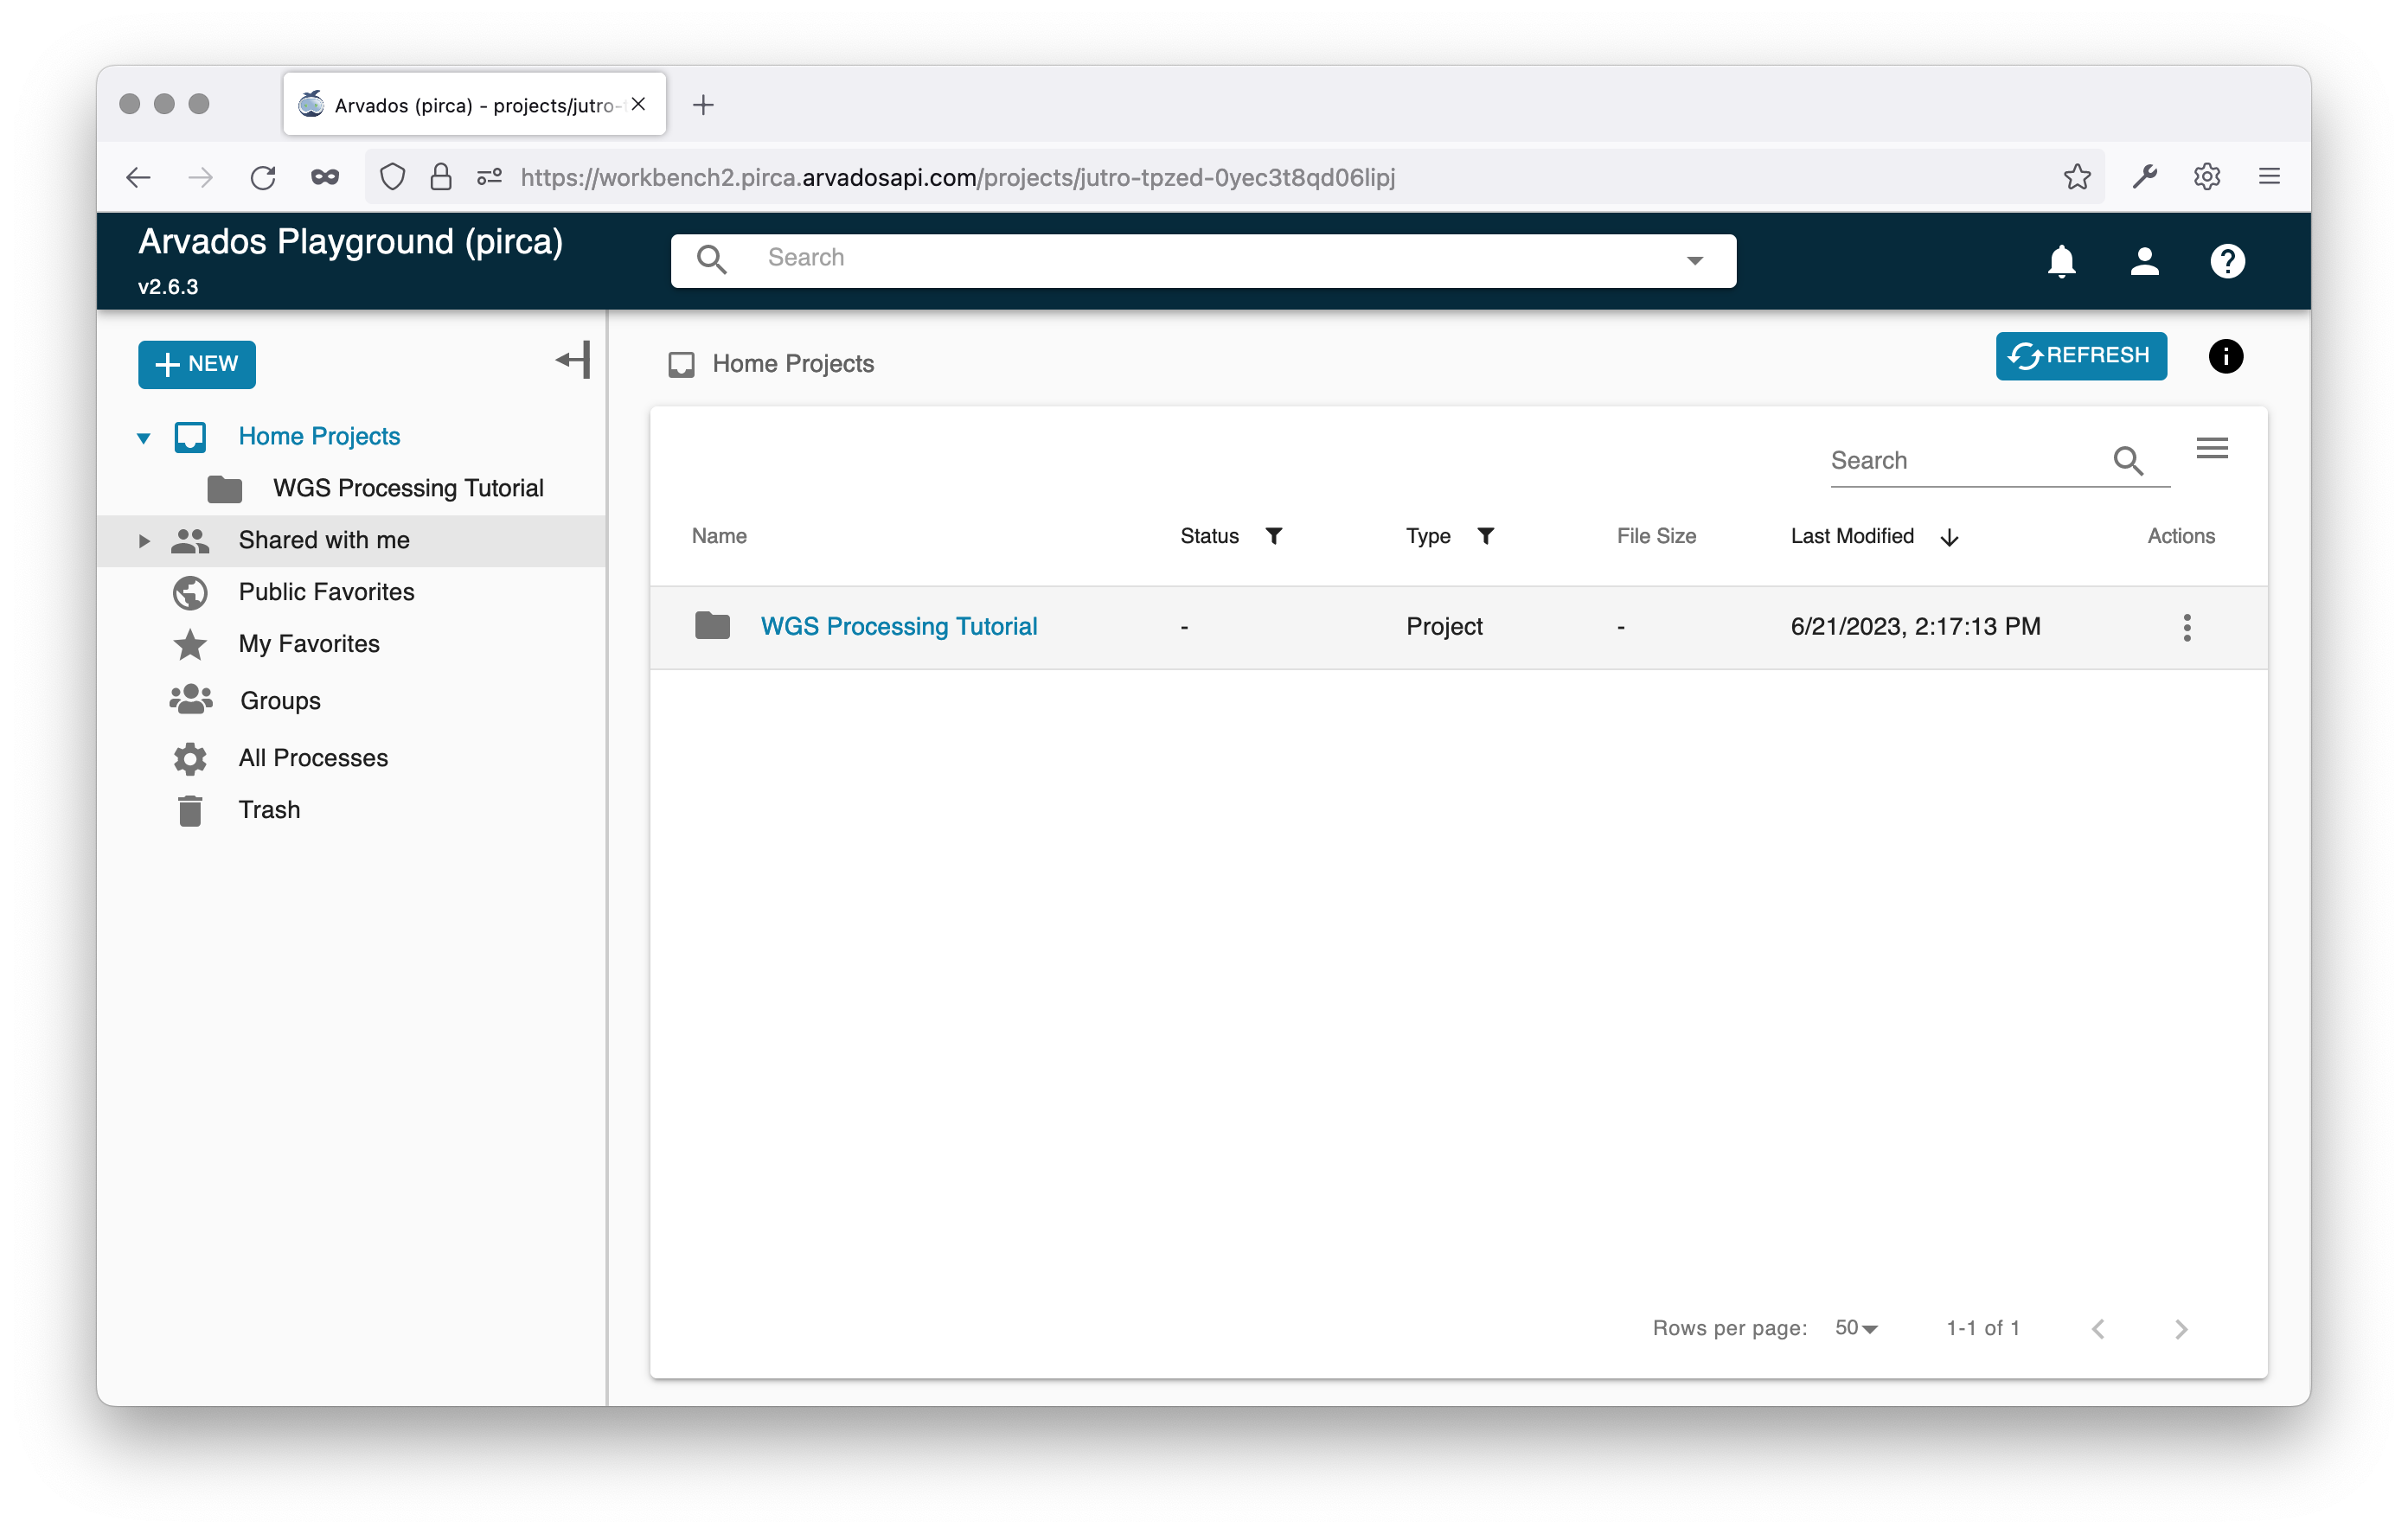 Arvados (pirca) - projects/jutro-t
https://workbench2.pirca.arvadosapi.com/projects/jutro-tpzed-0yec3t8qd06lipj
Arvados Playground (pirca)
v2.6.3
Search
NEW
Home Projects
WGS Processing Tutorial
Shared with me
Public Favorites
My Favorites
Groups
All Processes
Trash
Home Projects
REFRESH
Search
Name Status Type File Size Last Modified Actions
WGS Processing Tutorial - Project - 6/21/2023, 2:17:13 PM
Rows per page: 50 1-1 of 1